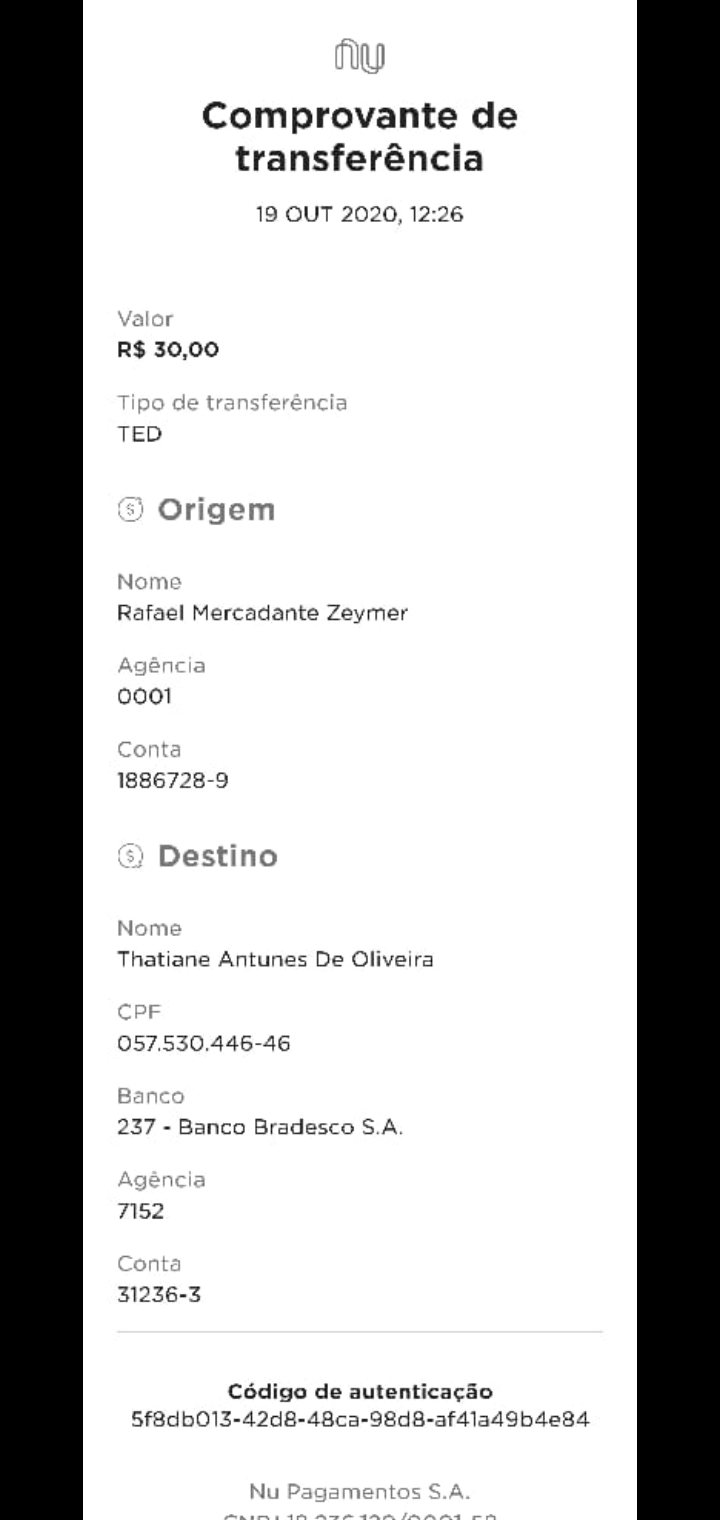 nu
Comprovante de
transferência
19 OUT 2020, 12:26
Valor
R$ 30,00
Tipo de transferência
TED
Origem
Nome
Rafael Mercadante Zeymer
Agência
0001
Conta
1886728-9
Destino
Nome
Thatiane Antunes De Oliveira
CPF
057.530.446-46
Banco
237 - Banco Bradesco S.A.
Agência
7152
Conta
31236-3
Código de autenticação
5f8db013-42d8-48ca-98d8-af41a49b4e84
Nu Pagamentos S.A.